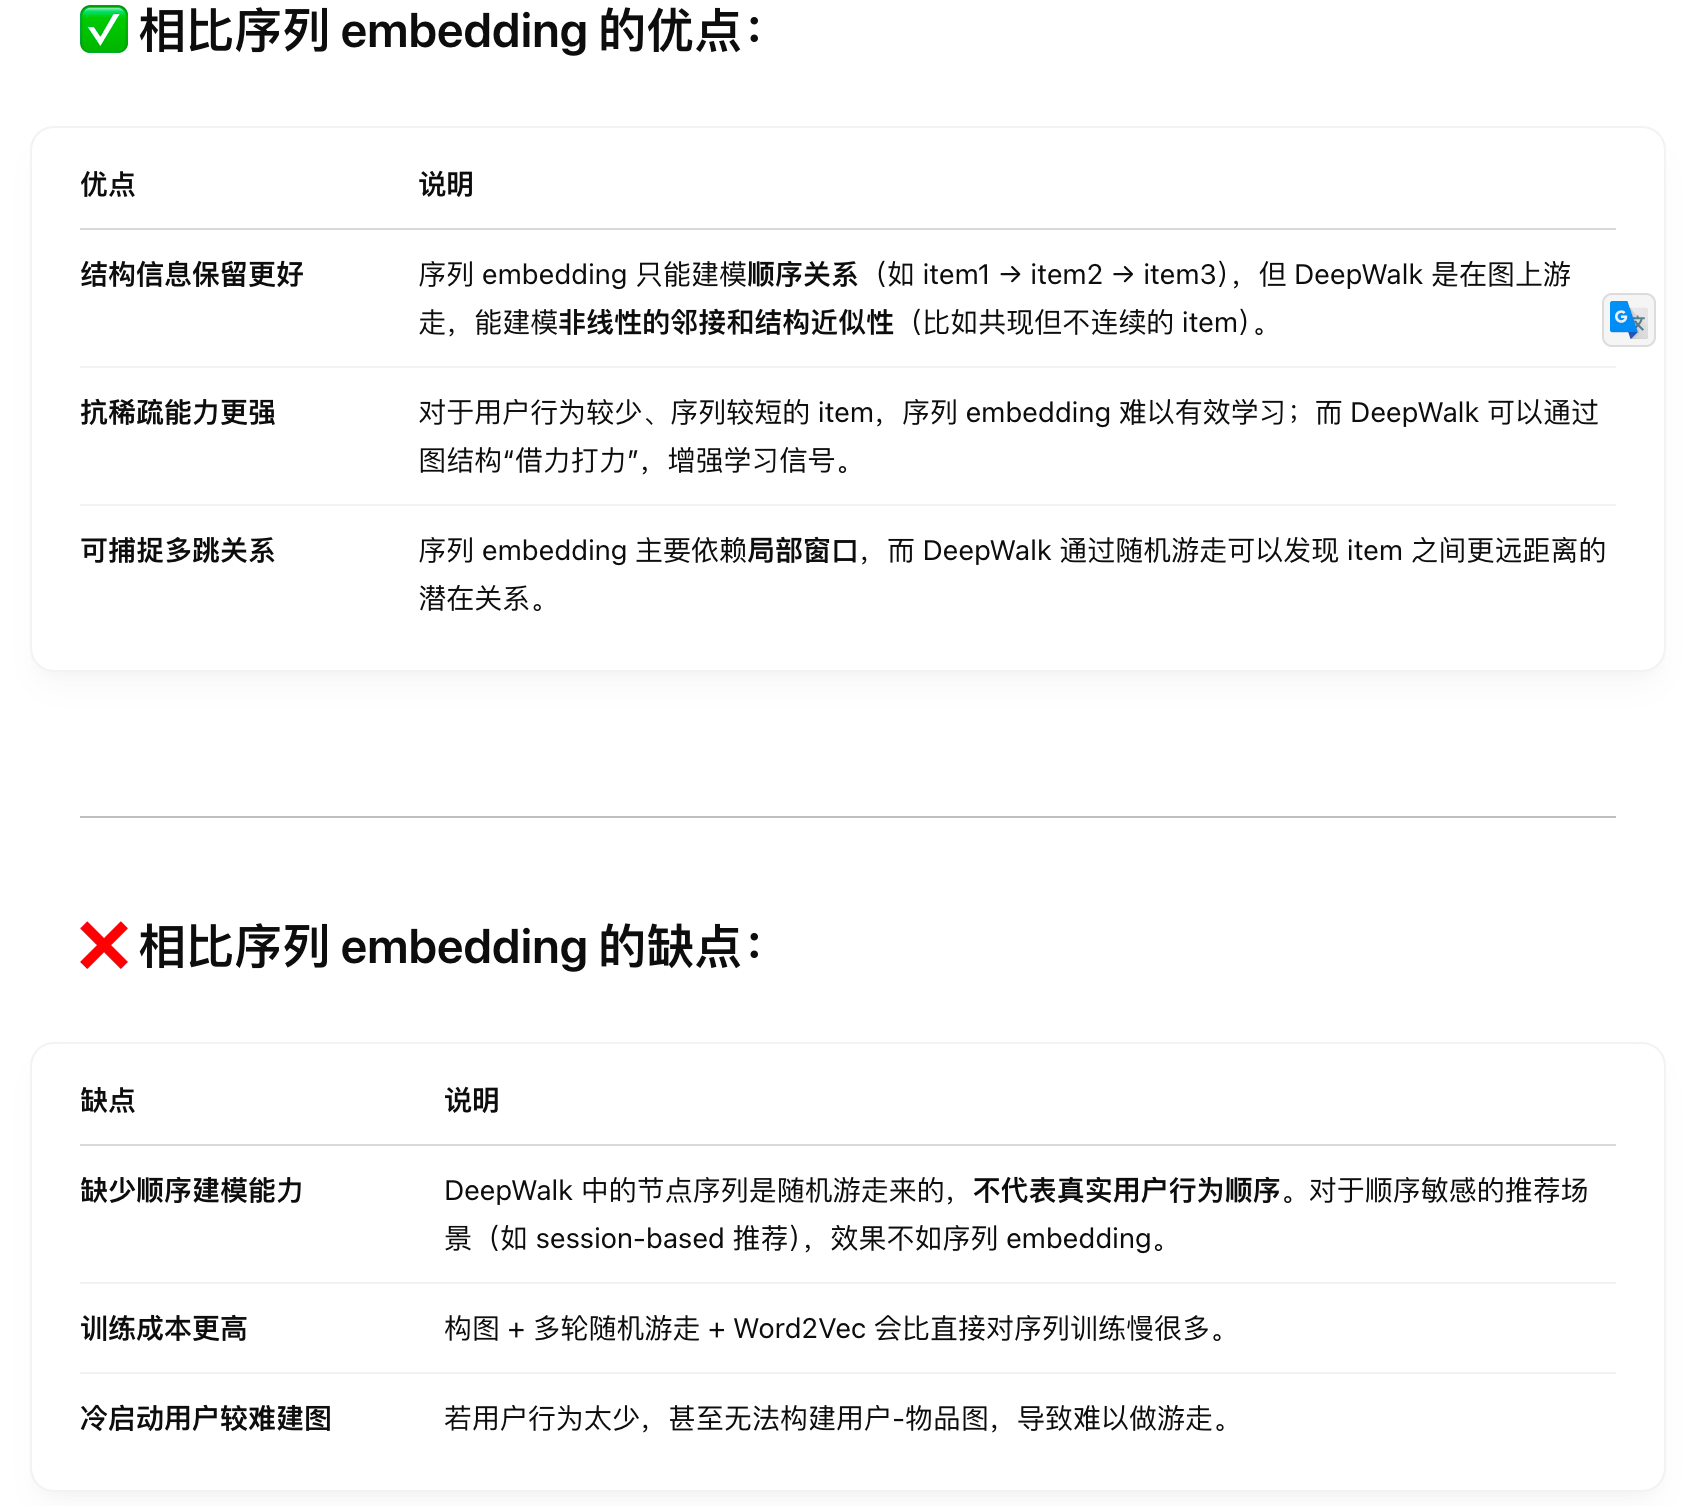 ✅ 相比序列 embedding 的优点：
优点 说明
结构信息保留更好 序列 embedding 只能建模顺序关系（如 item1 → item2 → item3），但 DeepWalk 是在图上游
走，能建模非线性的邻接和结构近似性（比如共现但不连续的 item）。
抗稀疏能力更强 对于用户行为较少、序列较短的 item，序列 embedding 难以有效学习；而 DeepWalk 可以通过
图结构“借力打力”，增强学习信号。
可捕捉多跳关系 序列 embedding 主要依赖局部窗口，而 DeepWalk 通过随机游走可以发现 item 之间更远距离的
潜在关系。
❌ 相比序列 embedding 的缺点：
缺点 说明
缺少顺序建模能力 DeepWalk 中的节点序列是随机游走来的，不代表真实用户行为顺序。对于顺序敏感的推荐场
景（如 session-based 推荐），效果不如序列 embedding。
训练成本更高 构图 + 多轮随机游走 + Word2Vec 会比直接对序列训练慢很多。
冷启动用户较难建图 若用户行为太少，甚至无法构建用户-物品图，导致难以做游走。